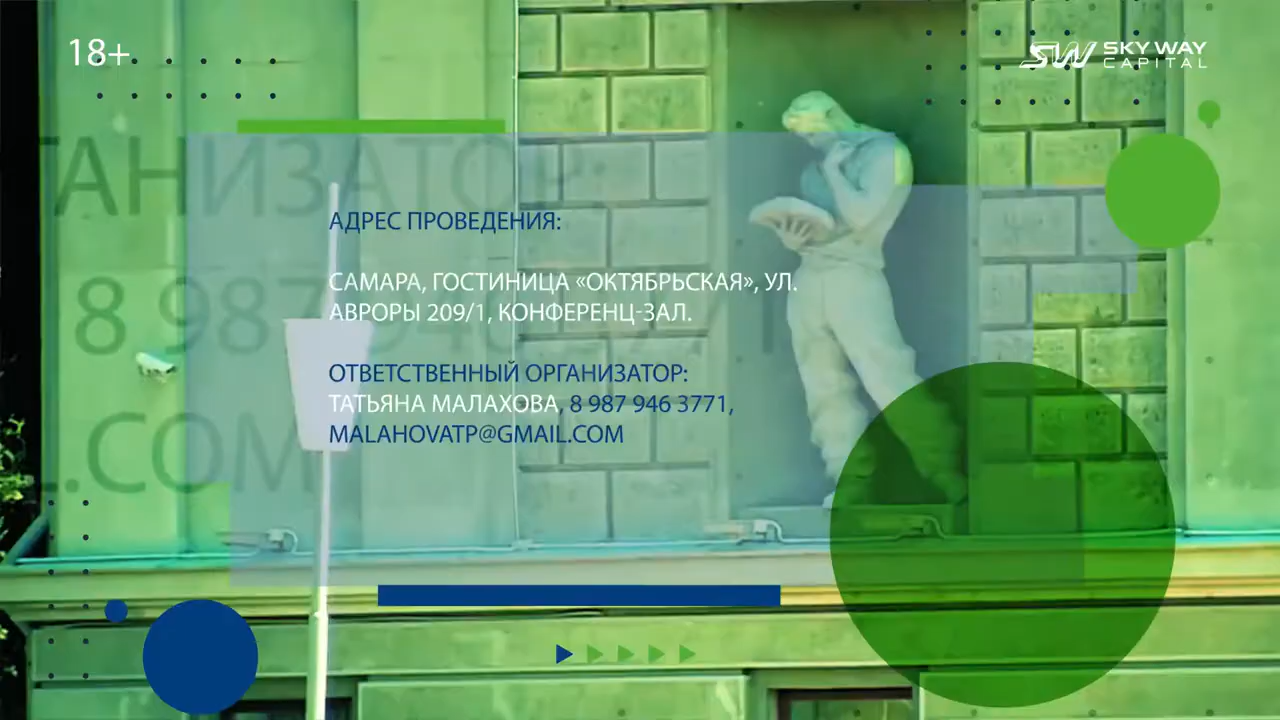 18+
SW SKY WAY
CAPITAL
АДРЕС ПРОВЕДЕНИЯ:
САМАРА, ГОСТИНИЦА «ОКТЯБРЬСКАЯ», УЛ.
АВРОРЫ 209/1, КОНФЕРЕНЦ-ЗАЛ.
ОТВЕТСТВЕННЫЙ ОРГАНИЗАТОР:
ТАТЬЯНА МАЛАХОВА, 8 987 946 3771,
MALAHOVATP@GMAIL.COM